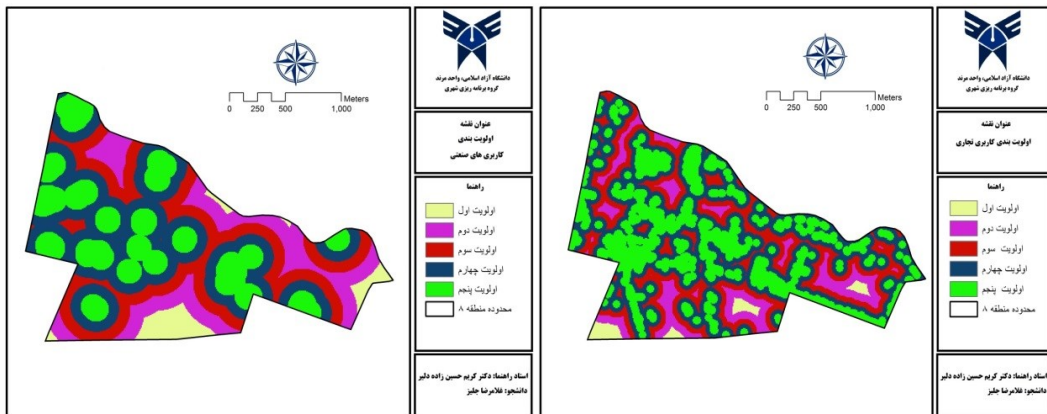 Meters
0 250 500 1,000
دانشگاه آزاد اسلامی، واحد مرند
گروه برنامه ریزی شهری
عنوان نقشه
اولویت بندی
کاربری های صنعتی
راهنما
اولویت اول
اولویت دوم
اولویت سوم
اولویت چهارم
اولویت پنجم
محدوده منطقه ۸
استاد راهنما: دکتر کریم حسین زاده دلیر
دانشجو: غلامرضا جلیز
Meters
0 250 500 1,000
دانشگاه آزاد اسلامی، واحد مرند
گروه برنامه ریزی شهری
عنوان نقشه
اولویت بندی کاربری تجاری
راهنما
اولویت اول
اولویت دوم
اولویت سوم
اولویت چهارم
اولویت پنجم
محدوده منطقه ۸
استاد راهنما: دکتر کریم حسین زاده دلیر
دانشجو: غلامرضا جلیز